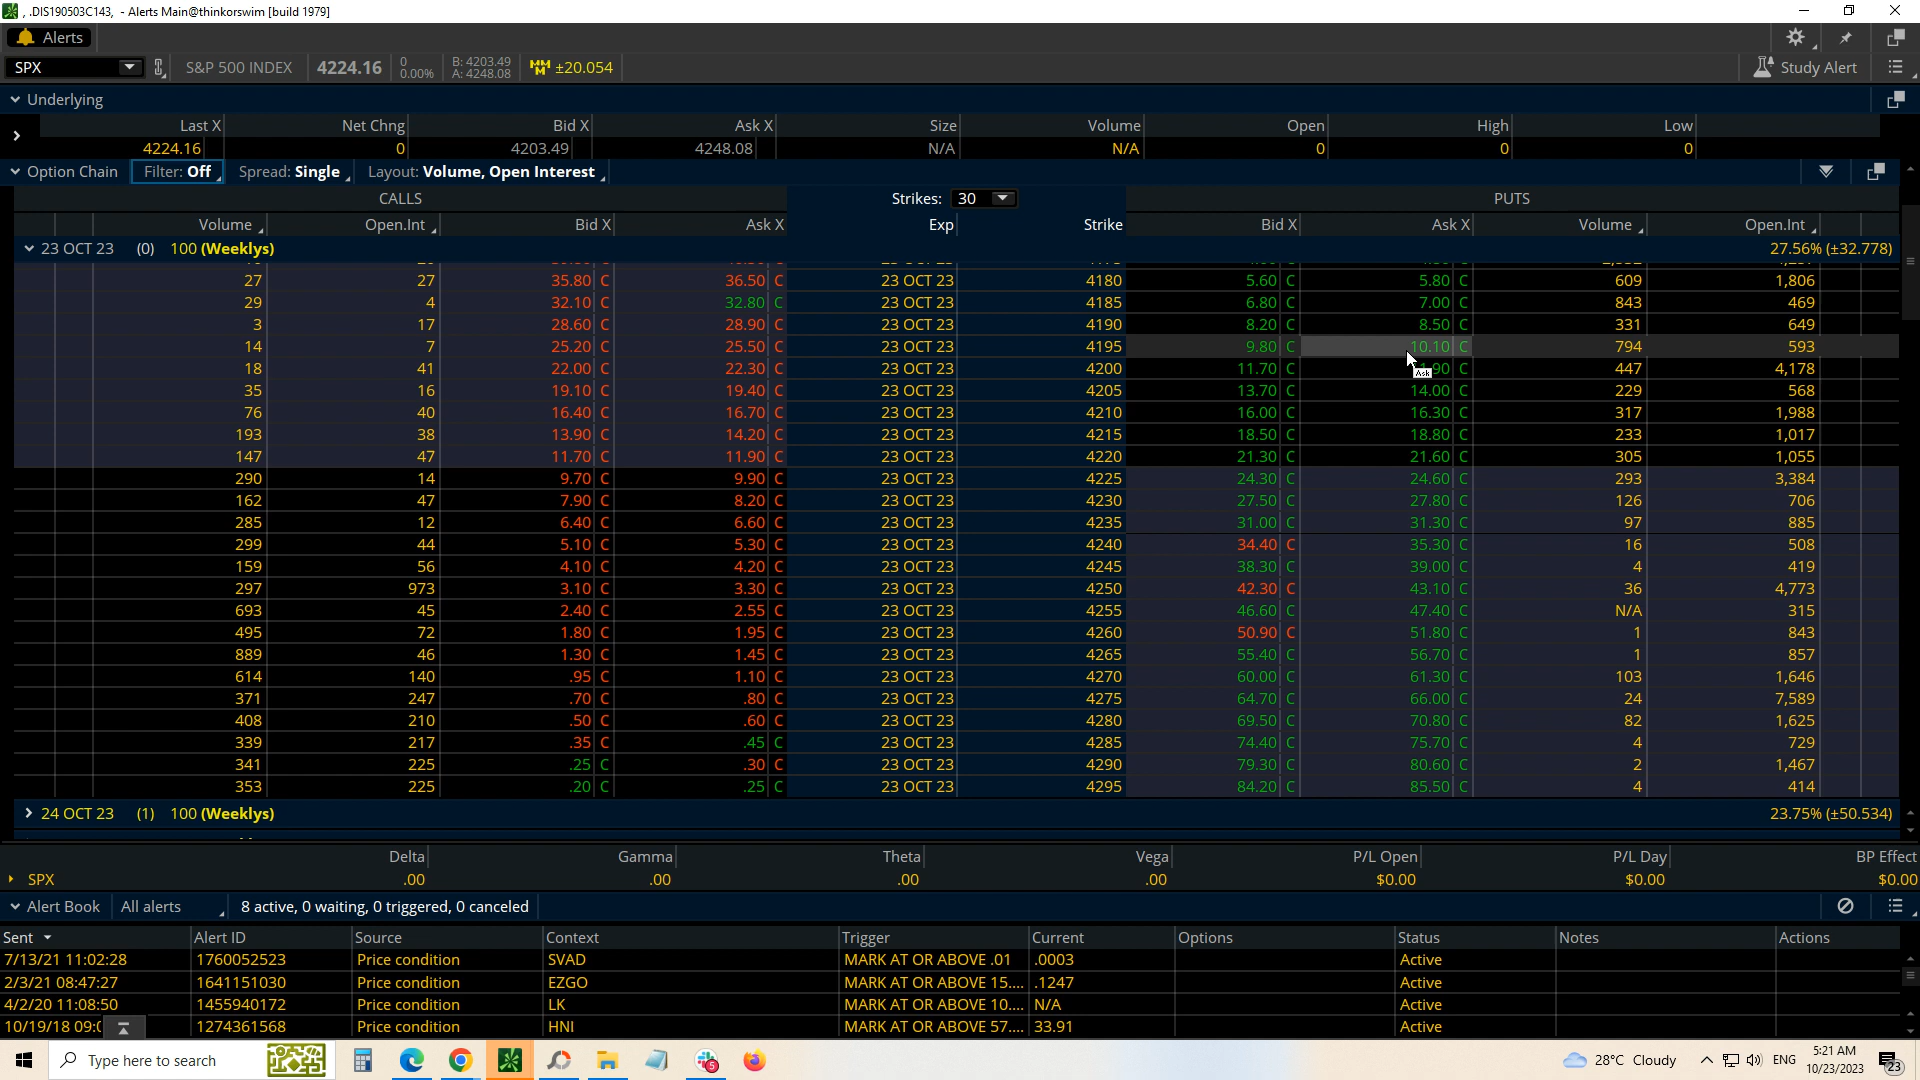 , .DIS190503C143, - Alerts Main@thinkorswim [build 1979]
Alerts
SPX S&P 500 INDEX 4224.16 0 0.00% B: 4203.49 A: 4248.08 ±20.054 Study Alert
Underlying
Last X Net Chng Bid X Ask X Size Volume Open High Low
4224.16 0 4203.49 4248.08 N/A N/A 0 0 0
Option Chain Filter: Off Spread: Single Layout: Volume, Open Interest
CALLS Strikes: 30 PUTS
Volume Open.Int Bid X Ask X Exp Strike Bid X Ask X Volume Open.Int
23 OCT 23 (0) 100 (Weeklys) 27.56% (±32.778)
27 27 35.80 C 36.50 C 23 OCT 23 4180 5.60 C 5.80 C 609 1,806
29 4 32.10 C 32.80 C 23 OCT 23 4185 6.80 C 7.00 C 843 469
3 17 28.60 C 28.90 C 23 OCT 23 4190 8.20 C 8.50 C 331 649
14 7 25.20 C 25.50 C 23 OCT 23 4195 9.80 C 10.10 C 794 593
18 41 22.00 C 22.30 C 23 OCT 23 4200 11.70 C C 447 4,178
Ask
35 16 19.10 C 19.40 C 23 OCT 23 4205 13.70 C 14.00 C 229 568
76 40 16.40 C 16.70 C 23 OCT 23 4210 16.00 C 16.30 C 317 1,988
193 38 13.90 C 14.20 C 23 OCT 23 4215 18.50 C 18.80 C 233 1,017
147 47 11.70 C 11.90 C 23 OCT 23 4220 21.30 C 21.60 C 305 1,055
290 14 9.70 C 9.90 C 23 OCT 23 4225 24.30 C 24.60 C 293 3,384
162 47 7.90 C 8.20 C 23 OCT 23 4230 27.50 C 27.80 C 126 706
285 12 6.40 C 6.60 C 23 OCT 23 4235 31.00 C 31.30 C 97 885
299 44 5.10 C 5.30 C 23 OCT 23 4240 34.40 C 35.30 C 16 508
159 56 4.10 C 4.20 C 23 OCT 23 4245 38.30 C 39.00 C 4 419
297 973 3.10 C 3.30 C 23 OCT 23 4250 42.30 C 43.10 C 36 4,773
693 45 2.40 C 2.55 C 23 OCT 23 4255 46.60 C 47.40 C N/A 315
495 72 1.80 C 1.95 C 23 OCT 23 4260 50.90 C 51.80 C 1 843
889 46 1.30 C 1.45 C 23 OCT 23 4265 55.40 C 56.70 C 1 857
614 140 .95 C 1.10 C 23 OCT 23 4270 60.00 C 61.30 C 103 1,646
371 247 .70 C .80 C 23 OCT 23 4275 64.70 C 66.00 C 24 7,589
408 210 .50 C .60 C 23 OCT 23 4280 69.50 C 70.80 C 82 1,625
339 217 .35 C .45 C 23 OCT 23 4285 74.40 C 75.70 C 4 729
341 225 .25 C .30 C 23 OCT 23 4290 79.30 C 80.60 C 2 1,467
353 225 .20 C .25 C 23 OCT 23 4295 84.20 C 85.50 C 4 414
24 OCT 23 (1) 100 (Weeklys) 23.75% (±50.534)
Delta Gamma Theta Vega P/L Open P/L Day BP Effect
SPX .00 .00 .00 .00 $0.00 $0.00 $0.00
Alert Book All alerts 8 active, 0 waiting, 0 triggered, 0 canceled
Sent Alert ID Source Context Trigger Current Options Status Notes Actions
7/13/21 11:02:28 1760052523 Price condition SVAD MARK AT OR ABOVE .01 .0003 Active
2/3/21 08:47:27 1641151030 Price condition EZGO MARK AT OR ABOVE 15.... .1247 Active
4/2/20 11:08:50 1455940172 Price condition LK MARK AT OR ABOVE 10.... N/A Active
10/19/18 09:( 1274361568 Price condition HNI MARK AT OR ABOVE 57.... 33.91 Active
Type here to search 5 28°C Cloudy ENG 5:21 AM 10/23/2023 23